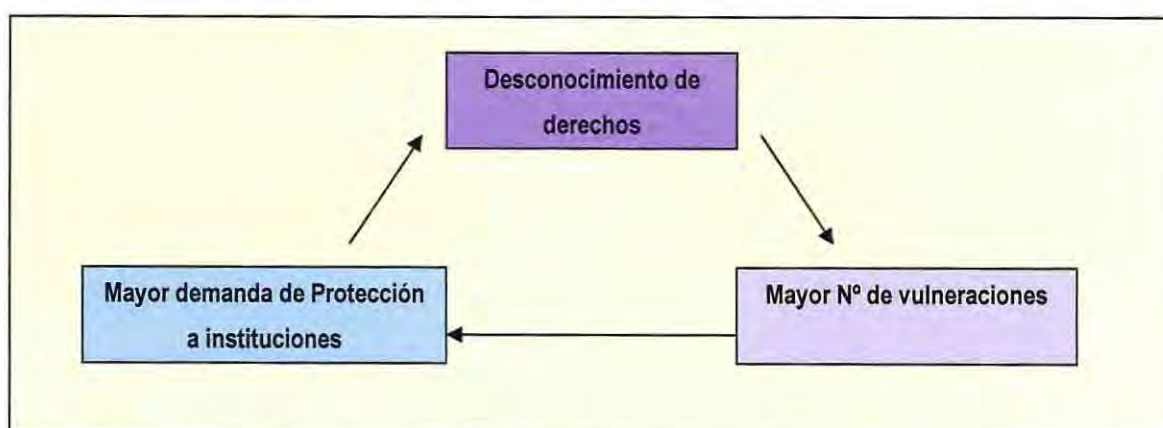 Desconocimiento de
derechos
Mayor demanda de Protección
a instituciones
Mayor Nº de vulneraciones